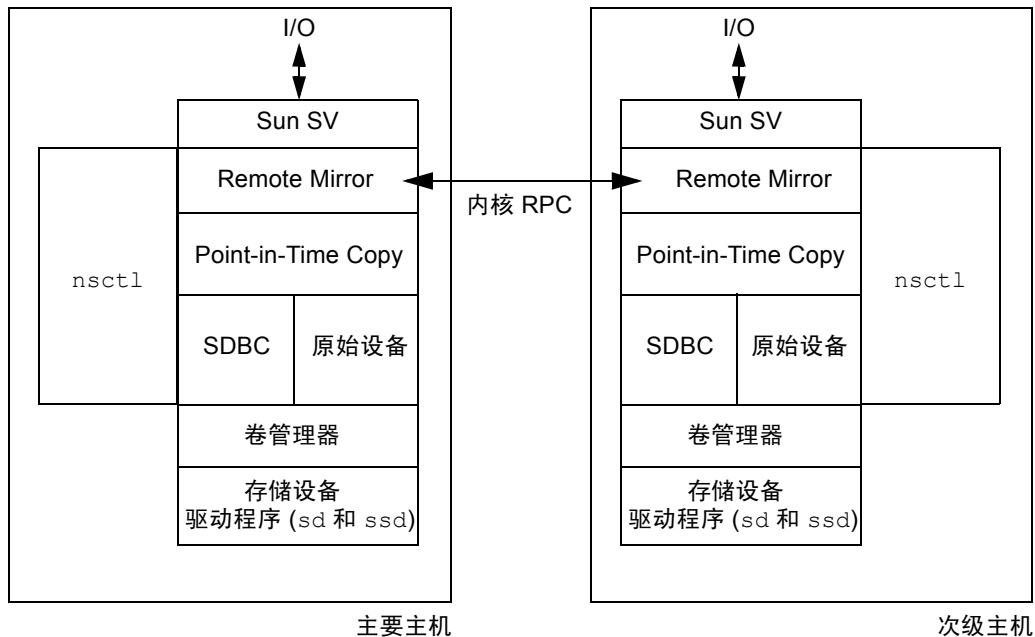 I/O
Sun SV
Remote Mirror
Point-in-Time Copy
nsctl
SDBC
原始设备
卷管理器
存储设备
驱动程序 (sd 和 ssd)
主要主机
内核 RPC
I/O
Sun SV
Remote Mirror
Point-in-Time Copy
nsctl
SDBC
原始设备
卷管理器
存储设备
驱动程序 (sd 和 ssd)
次级主机